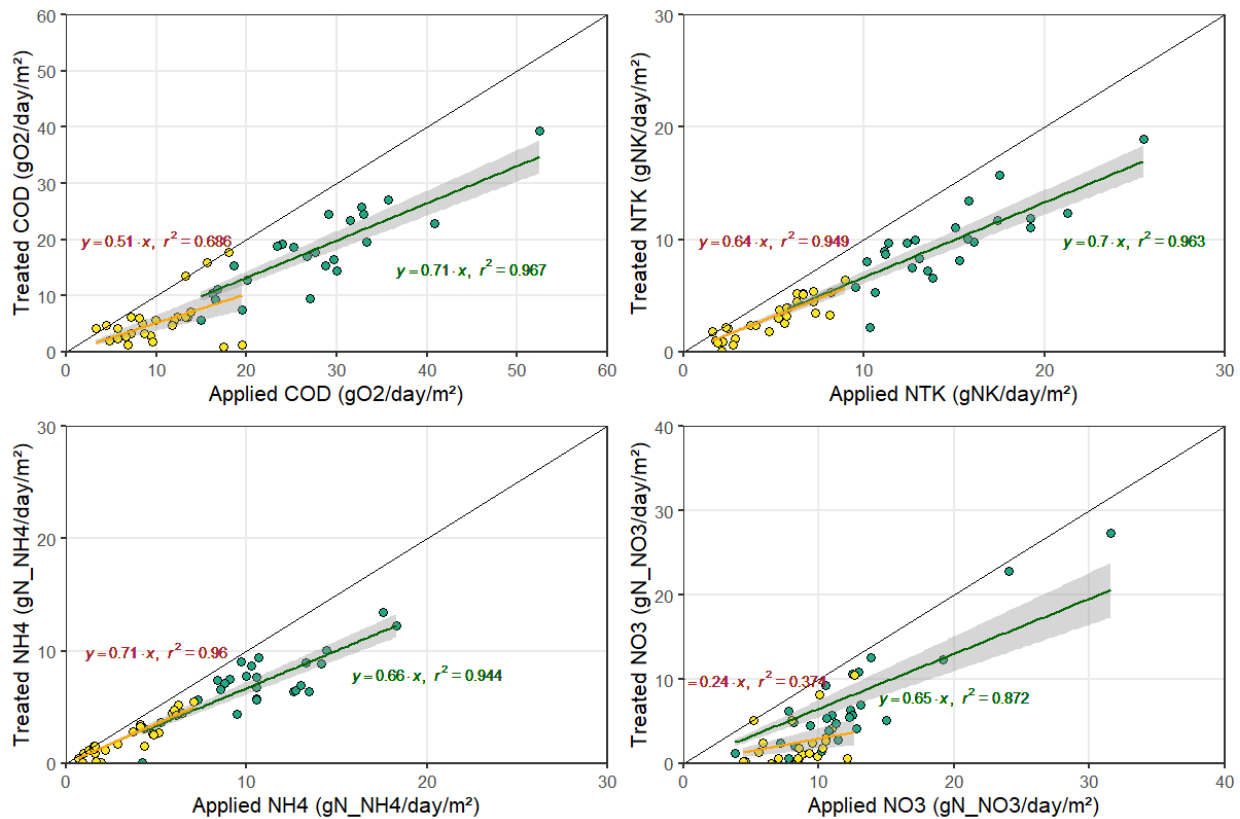 60
50
40
30
20
10
0
Treated COD (gO2/day/m²)
y = 0.51 · x, r² = 0.686
y = 0.71 · x, r² = 0.967
0 10 20 30 40 50 60
Applied COD (gO2/day/m²)
30
20
10
0
Treated NTK (gNK/day/m²)
y = 0.64 · x, r² = 0.949
y = 0.7 · x, r² = 0.963
0 10 20 30
Applied NTK (gNK/day/m²)
30
20
10
0
Treated NH4 (gN_NH4/day/m²)
y = 0.71 · x, r² = 0.96
y = 0.66 · x, r² = 0.944
0 10 20 30
Applied NH4 (gN_NH4/day/m²)
40
30
20
10
0
Treated NO3 (gN_NO3/day/m²)
= 0.24 · x, r² = 0.374
y = 0.65 · x, r² = 0.872
0 10 20 30 40
Applied NO3 (gN_NO3/day/m²)